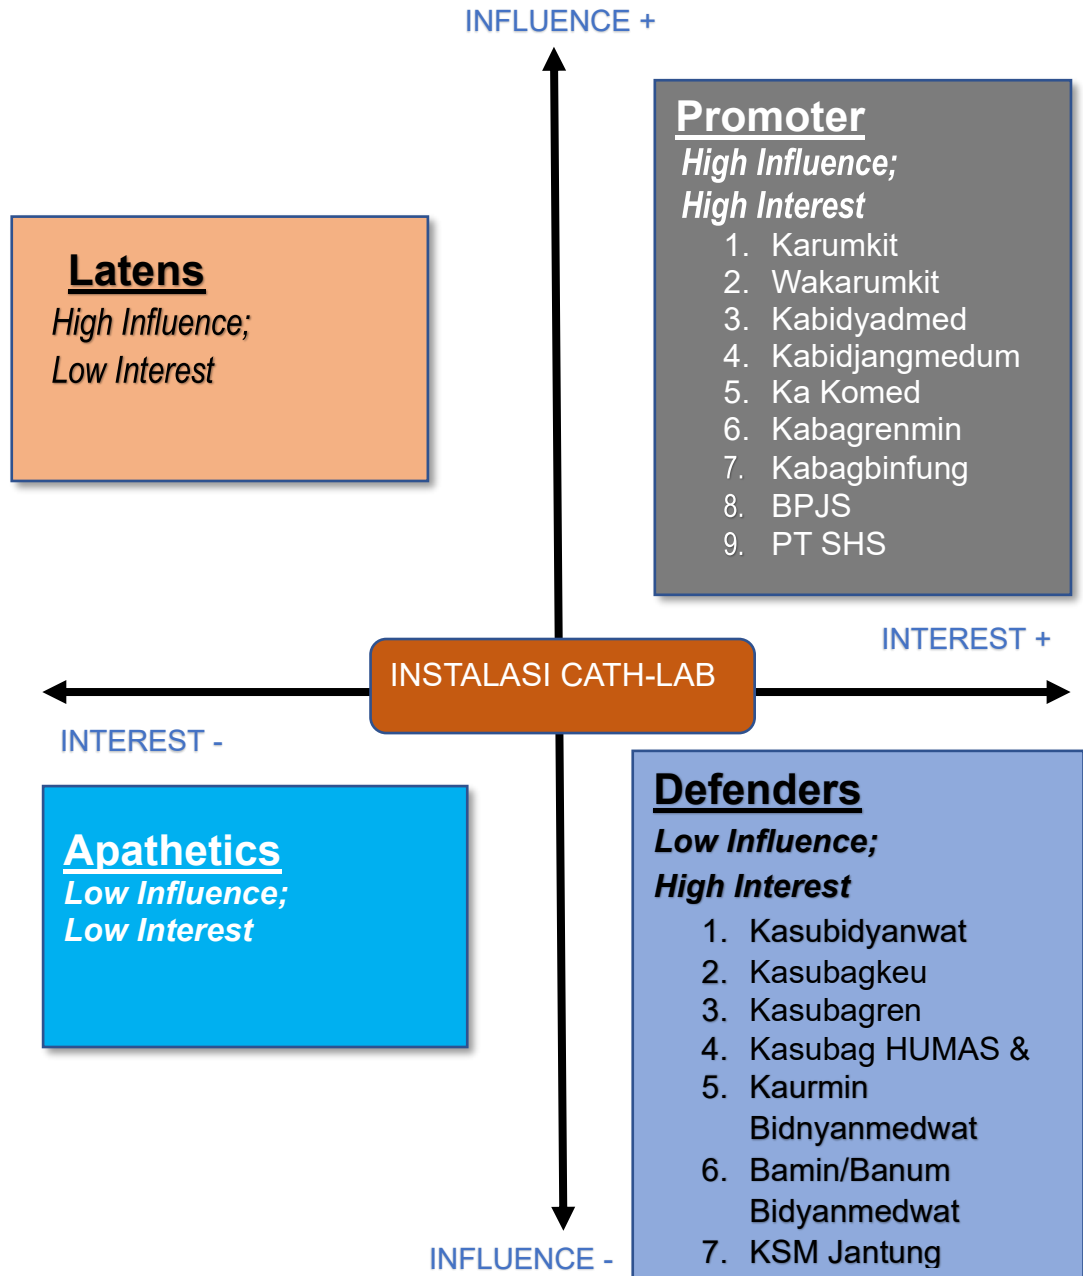 INFLUENCE +
Promoter
High Influence;
High Interest
1. Karumkit
2. Wakarumkit
3. Kabidyadmed
4. Kabidjangmedum
5. Ka Komed
6. Kabagrenmin
7. Kabagbinfung
8. BPJS
9. PT SHS
Latens
High Influence;
Low Interest
INTEREST +
INSTALASI CATH-LAB
INTEREST -
Apathetics
Low Influence;
Low Interest
Defenders
Low Influence;
High Interest
1. Kasubidyanwat
2. Kasubagkeu
3. Kasubagren
4. Kasubag HUMAS &
5. Kaurmin
Bidnyanmedwat
6. Bamin/Banum
Bidyanmedwat
7. KSM Jantung
INFLUENCE -